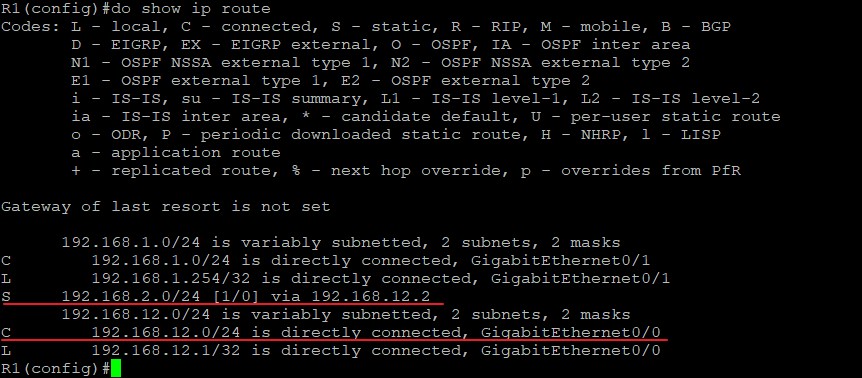 R1(config)#do show ip route
Codes: L - local, C - connected, S - static, R - RIP, M - mobile, B - BGP
       D - EIGRP, EX - EIGRP external, O - OSPF, IA - OSPF inter area
       N1 - OSPF NSSA external type 1, N2 - OSPF NSSA external type 2
       E1 - OSPF external type 1, E2 - OSPF external type 2
       i - IS-IS, su - IS-IS summary, L1 - IS-IS level-1, L2 - IS-IS level-2
       ia - IS-IS inter area, * - candidate default, U - per-user static route
       o - ODR, P - periodic downloaded static route, H - NHRP, l - LISP
       a - application route
       + - replicated route, % - next hop override, p - overrides from PfR
Gateway of last resort is not set
      192.168.1.0/24 is variably subnetted, 2 subnets, 2 masks
C        192.168.1.0/24 is directly connected, GigabitEthernet0/1
L        192.168.1.254/32 is directly connected, GigabitEthernet0/1
S     192.168.2.0/24 [1/0] via 192.168.12.2
      192.168.12.0/24 is variably subnetted, 2 subnets, 2 masks
C        192.168.12.0/24 is directly connected, GigabitEthernet0/0
L        192.168.12.1/32 is directly connected, GigabitEthernet0/0
R1(config)#